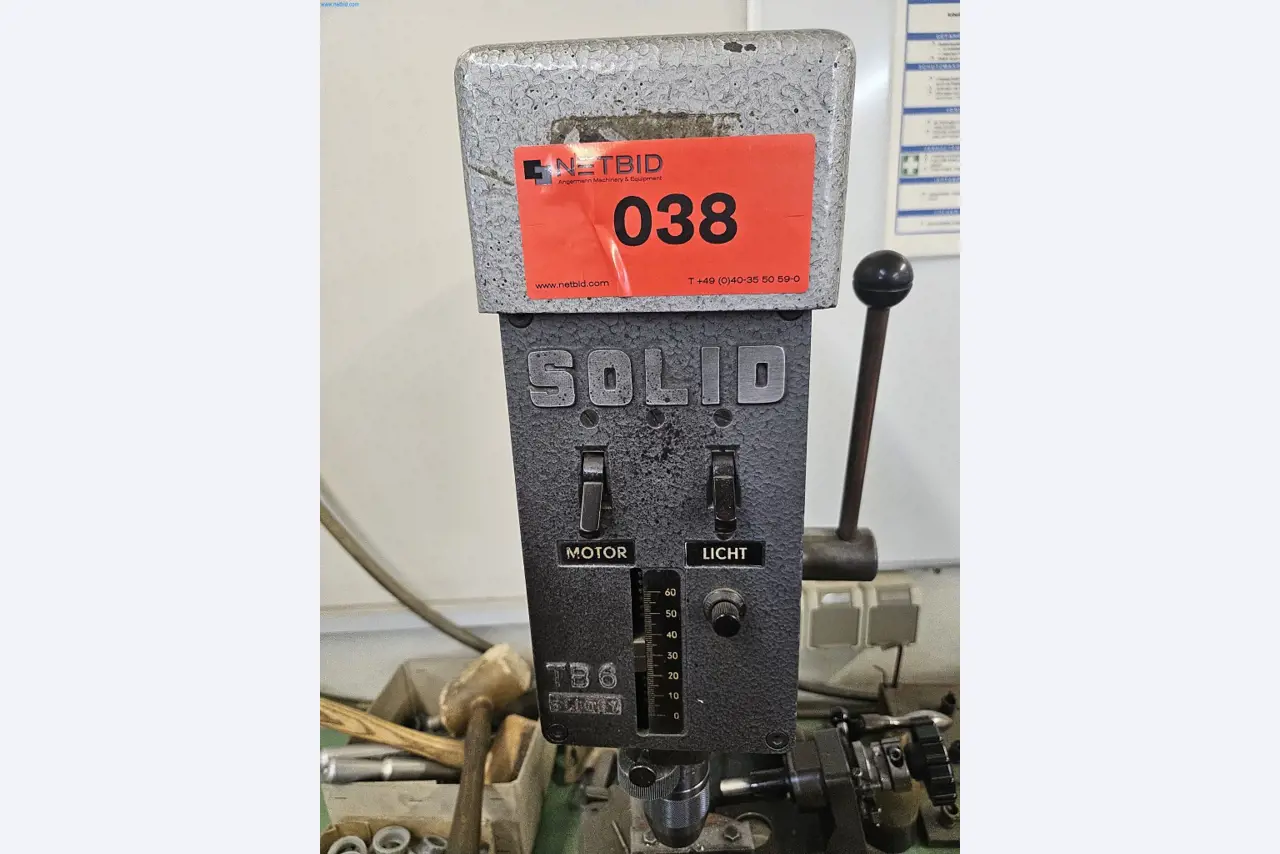 www.netbid.com
NETBID
Angermann Machinery & Equipment
038
www.netbid.com
T +49 (0)40-35 50 59-0
SOLID
MOTOR
LICHT
60
50
40
30
20
10
0
TB6